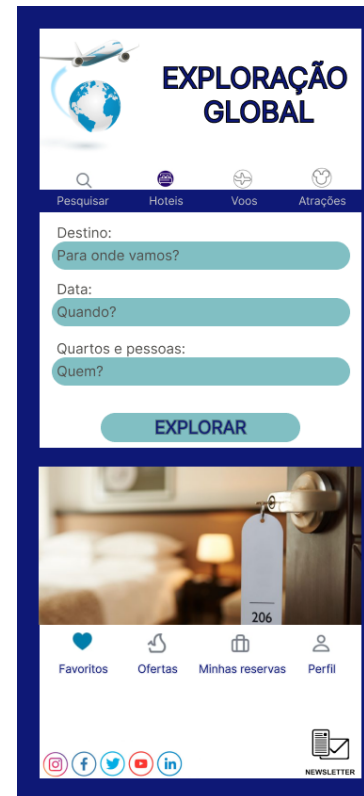 EXPLORAÇÃO
GLOBAL
Pesquisar Hoteis Voos Atrações
Destino:
Para onde vamos?
Data:
Quando?
Quartos e pessoas:
Quem?
EXPLORAR
206
Favoritos Ofertas Minhas reservas Perfil
NEWSLETTER